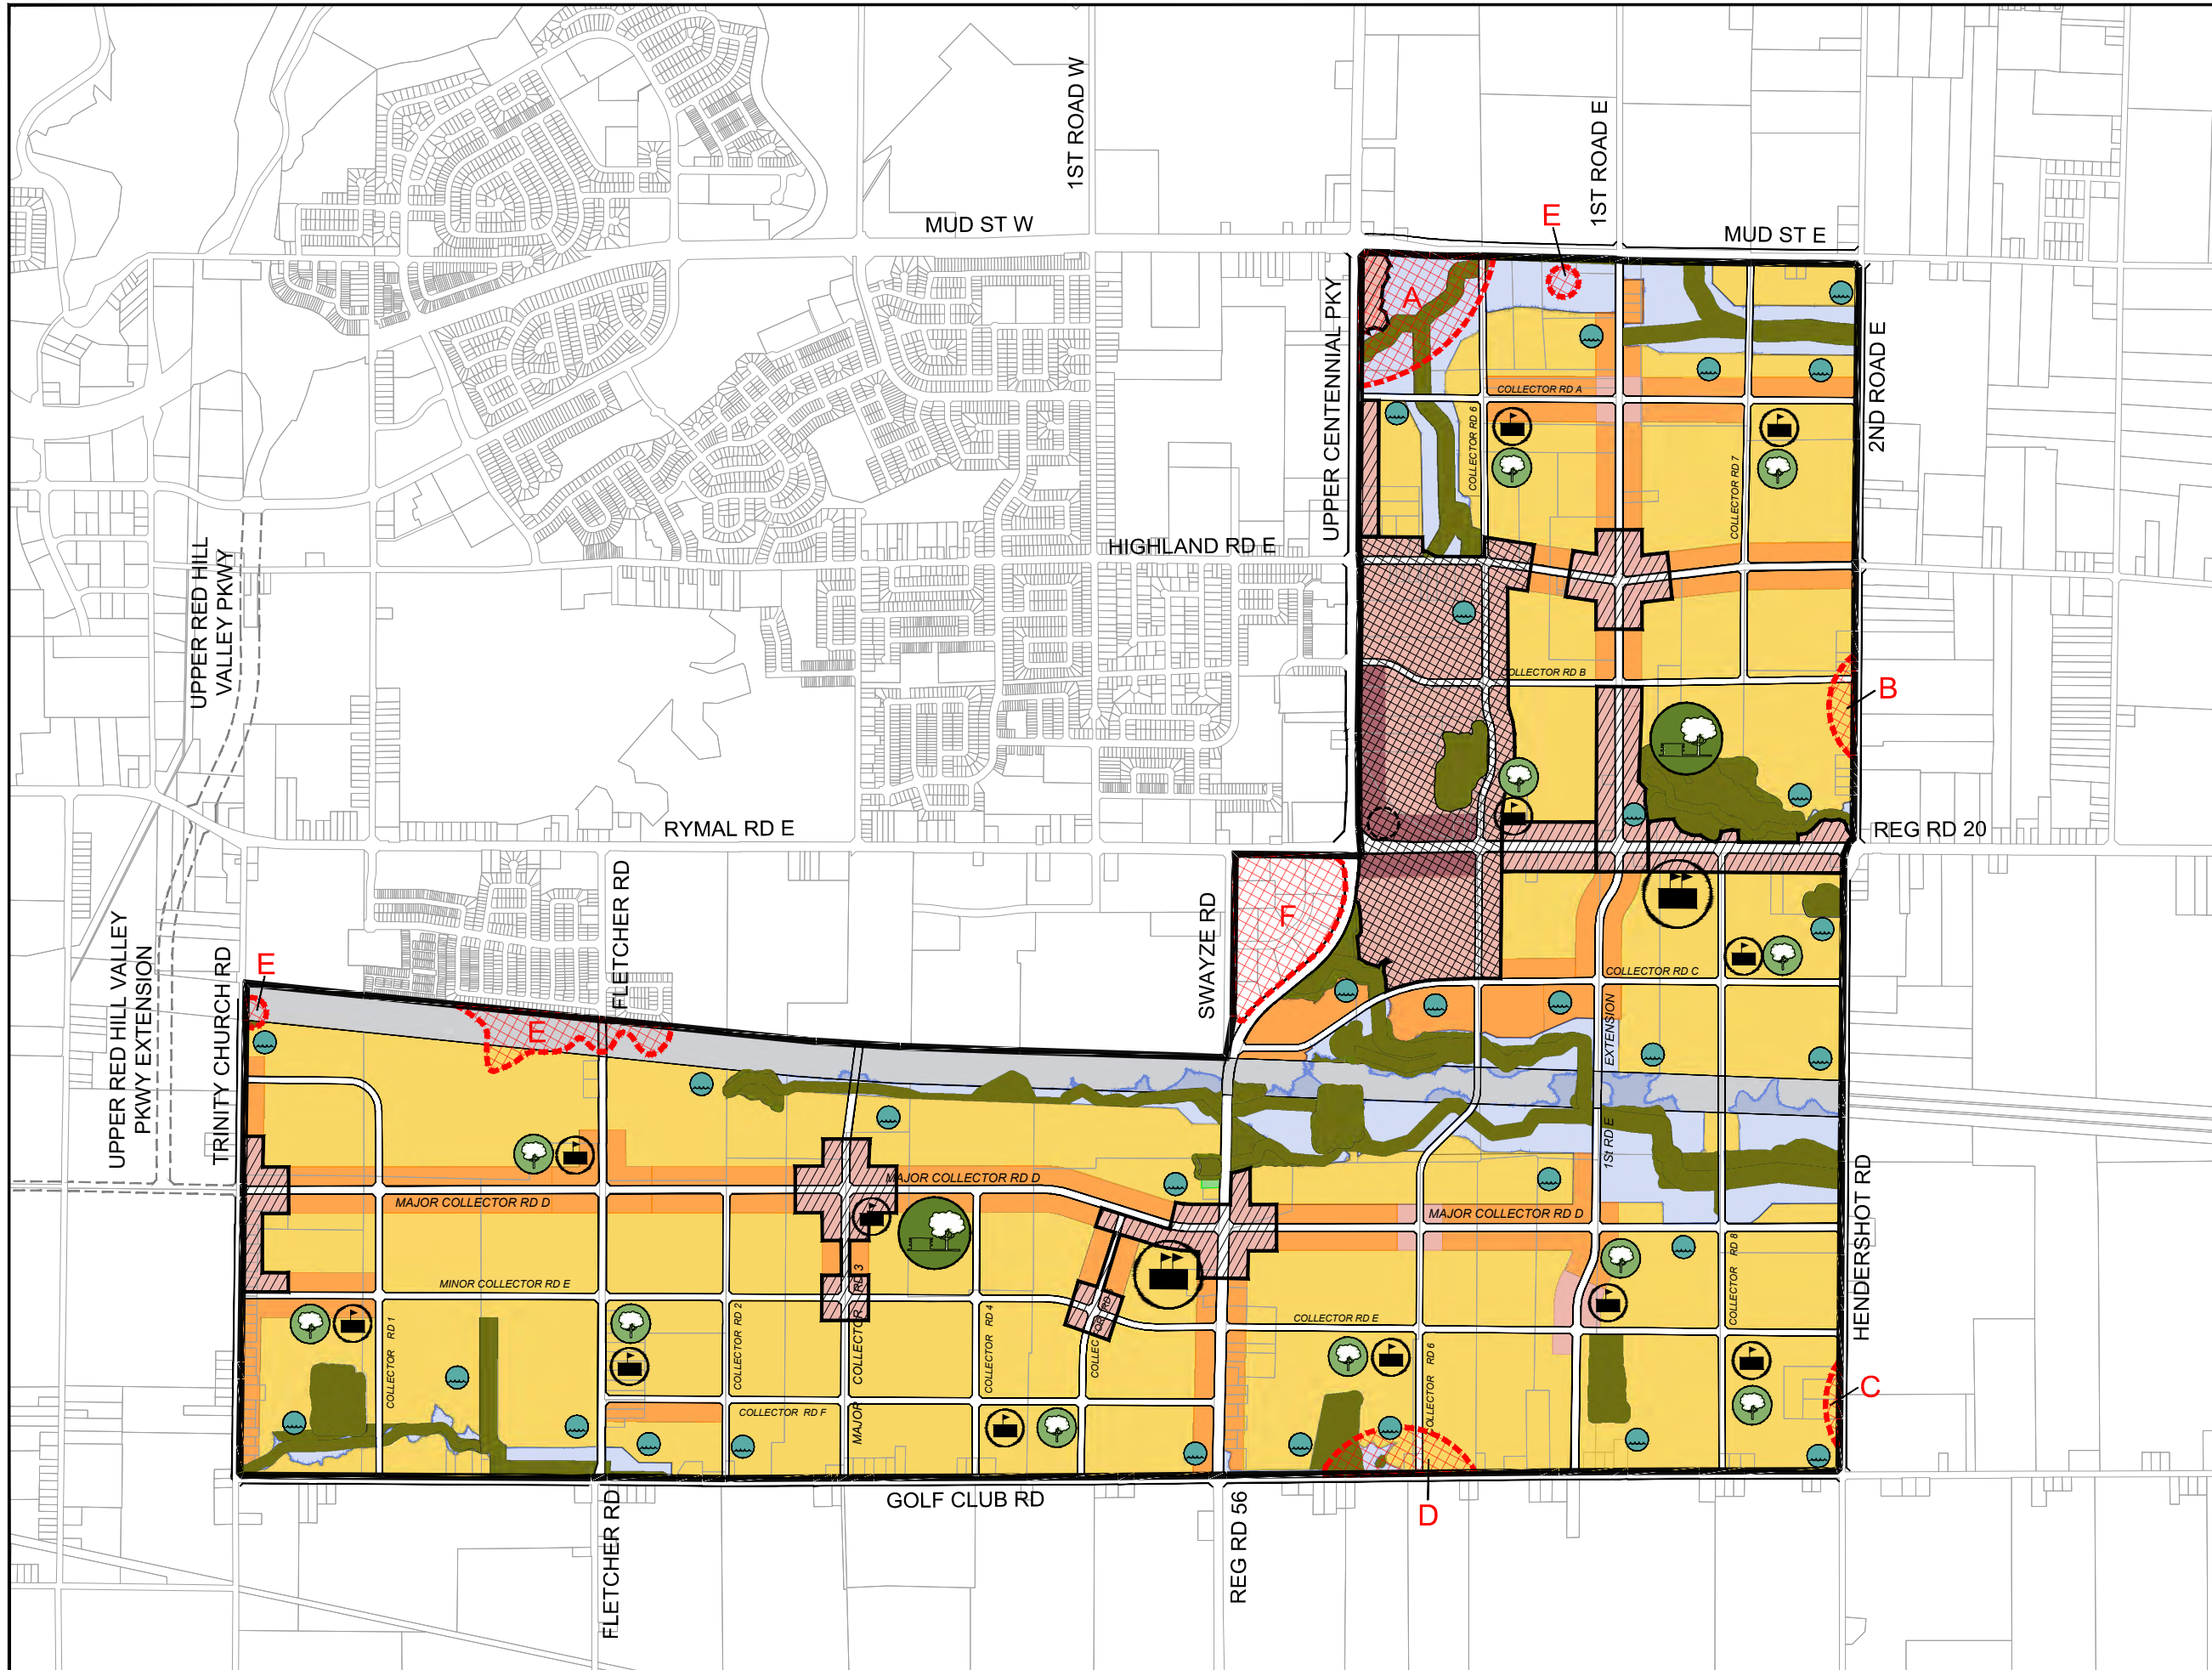 1ST ROAD W
MUD ST W
1ST ROAD E
E
MUD ST E
UPPER CENTENNIAL PKY
A
2ND ROAD E
COLLECTOR RD A
COLLECTOR RD 6
COLLECTOR RD 7
HIGHLAND RD E
UPPER RED HILL
VALLEY PKWY
COLLECTOR RD B
B
RYMAL RD E
REG RD 20
FLETCHER RD
SWAYZE RD
F
UPPER RED HILL VALLEY
PKWY EXTENSION
TRINITY CHURCH RD
E
E
COLLECTOR RD C
1St RD E EXTENSION
MAJOR COLLECTOR RD D
MAJOR COLLECTOR RD D
MAJOR COLLECTOR RD D
HENDERSHOT RD
MINOR COLLECTOR RD E
COLLECTOR RD E
COLLECTOR RD 1
COLLECTOR RD 2
MAJOR COLLECTOR RD 3
COLLECTOR RD 4
COLLECTOR RD 6
COLLECTOR RD 8
COLLECTOR RD F
C
D
GOLF CLUB RD
FLETCHER RD
REG RD 56